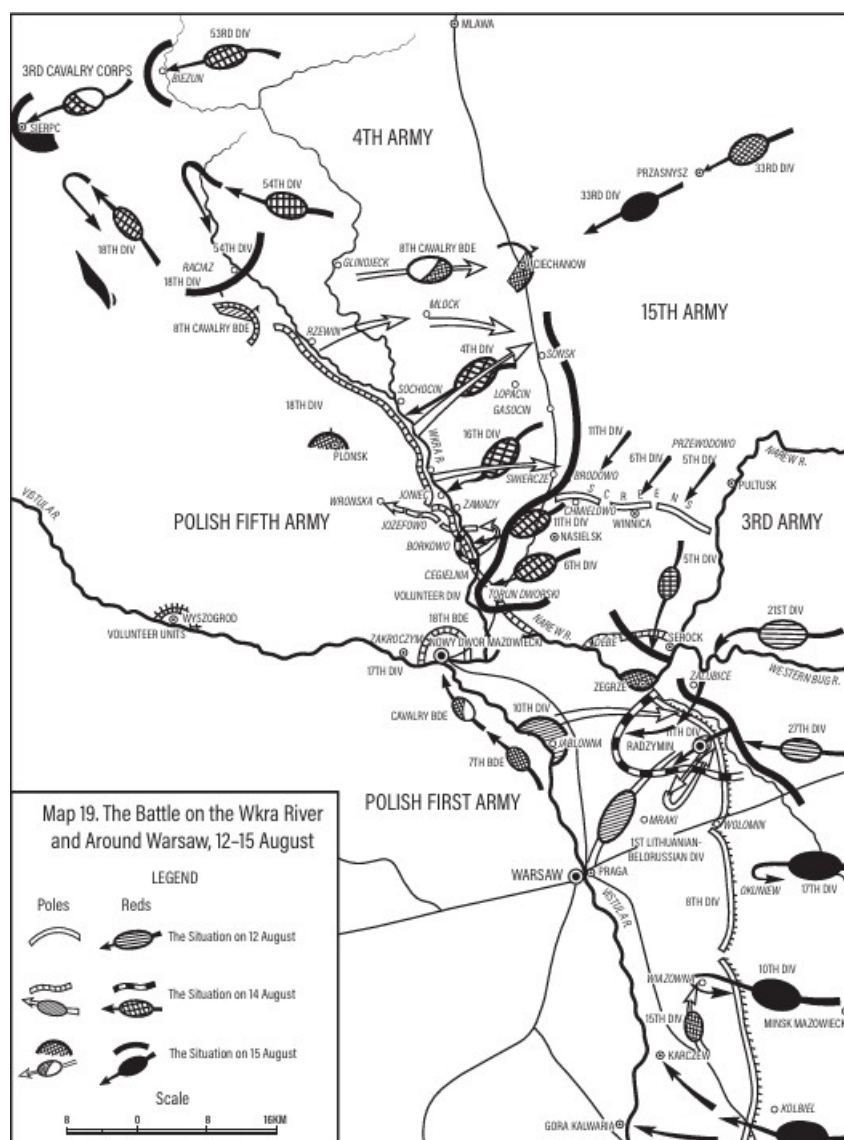 MLAWA
53RD DIV
3RD CAVALRY CORPS
BIEZUN
SIERPC
4TH ARMY
PRZASNYSZ
33RD DIV
33RD DIV
54TH DIV
18TH DIV
54TH DIV
RACIAZ
18TH DIV
GLINOJECK
8TH CAVALRY BDE
CIECHANOW
15TH ARMY
8TH CAVALRY BDE
MLOCK
RZEWIN
4TH DIV
SONSK
SOCHOCIN
LOPACIN
GASOCIN
18TH DIV
WKRA R.
16TH DIV
11TH DIV
PRZEWODOWO
6TH DIV
5TH DIV
NAREW R.
PLONSK
SWIERCZE
BRODOWO
SCREENS
PULTUSK
VISTULA R.
WRONSKA
JONIEC
ZAWADY
CHMIELOWO
WINNICA
POLISH FIFTH ARMY
JOZEFOWO
11TH DIV
NASIELSK
3RD ARMY
BORKOWO
CEGIELNIA
6TH DIV
5TH DIV
VOLUNTEER DIV
TORUN DWORSKI
21ST DIV
WYSZOGROD
VOLUNTEER UNITS
18TH BDE
ZAKROCZYM
NOWY DWOR MAZOWIECKI
NAREW R.
DEBE
SEROCK
17TH DIV
ZEGRZE
ZALUBICE
WESTERN BUG R.
CAVALRY BDE
10TH DIV
JABLONNA
11TH DIV
RADZYMIN
27TH DIV
7TH BDE
POLISH FIRST ARMY
MRAKI
WOLOMIN
1ST LITHUANIAN-
BELORUSSIAN DIV
WARSAW
PRAGA
OKUNIEW
17TH DIV
VISTULA R.
8TH DIV
WIAZOWNA
10TH DIV
15TH DIV
MINSK MAZOWIECK
KARCZEW
KOLBIEL
GORA KALWARIA
Map 19. The Battle on the Wkra River
and Around Warsaw, 12–15 August
LEGEND
Poles Reds
The Situation on 12 August
The Situation on 14 August
The Situation on 15 August
Scale
8 0 8 16KM